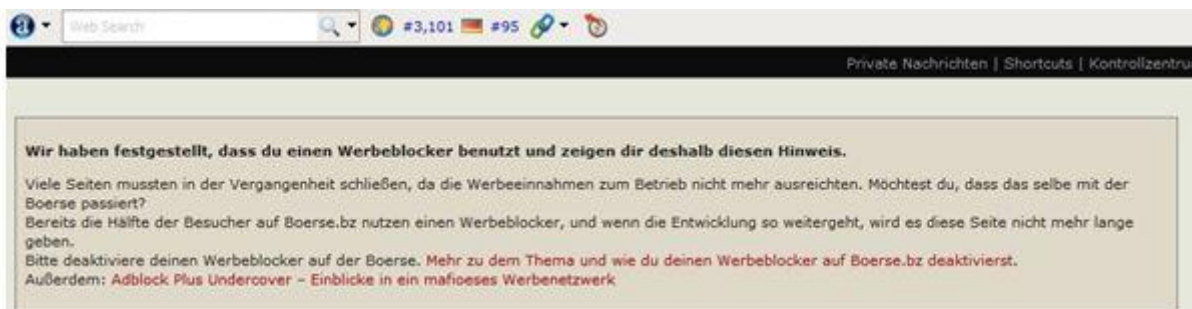 Web Search #3,101 #95
Private Nachrichten | Shortcuts | Kontrollzentru
Wir haben festgestellt, dass du einen Werbeblocker benutzt und zeigen dir deshalb diesen Hinweis.
Viele Seiten mussten in der Vergangenheit schließen, da die Werbeeinnahmen zum Betrieb nicht mehr ausreichten. Möchtest du, dass das selbe mit der
Boerse passiert?
Bereits die Hälfte der Besucher auf Boerse.bz nutzen einen Werbeblocker, und wenn die Entwicklung so weitergeht, wird es diese Seite nicht mehr lange
geben.
Bitte deaktiviere deinen Werbeblocker auf der Boerse. Mehr zu dem Thema und wie du deinen Werbeblocker auf Boerse.bz deaktivierst.
Außerdem: Adblock Plus Undercover – Einblicke in ein mafioeses Werbenetzwerk